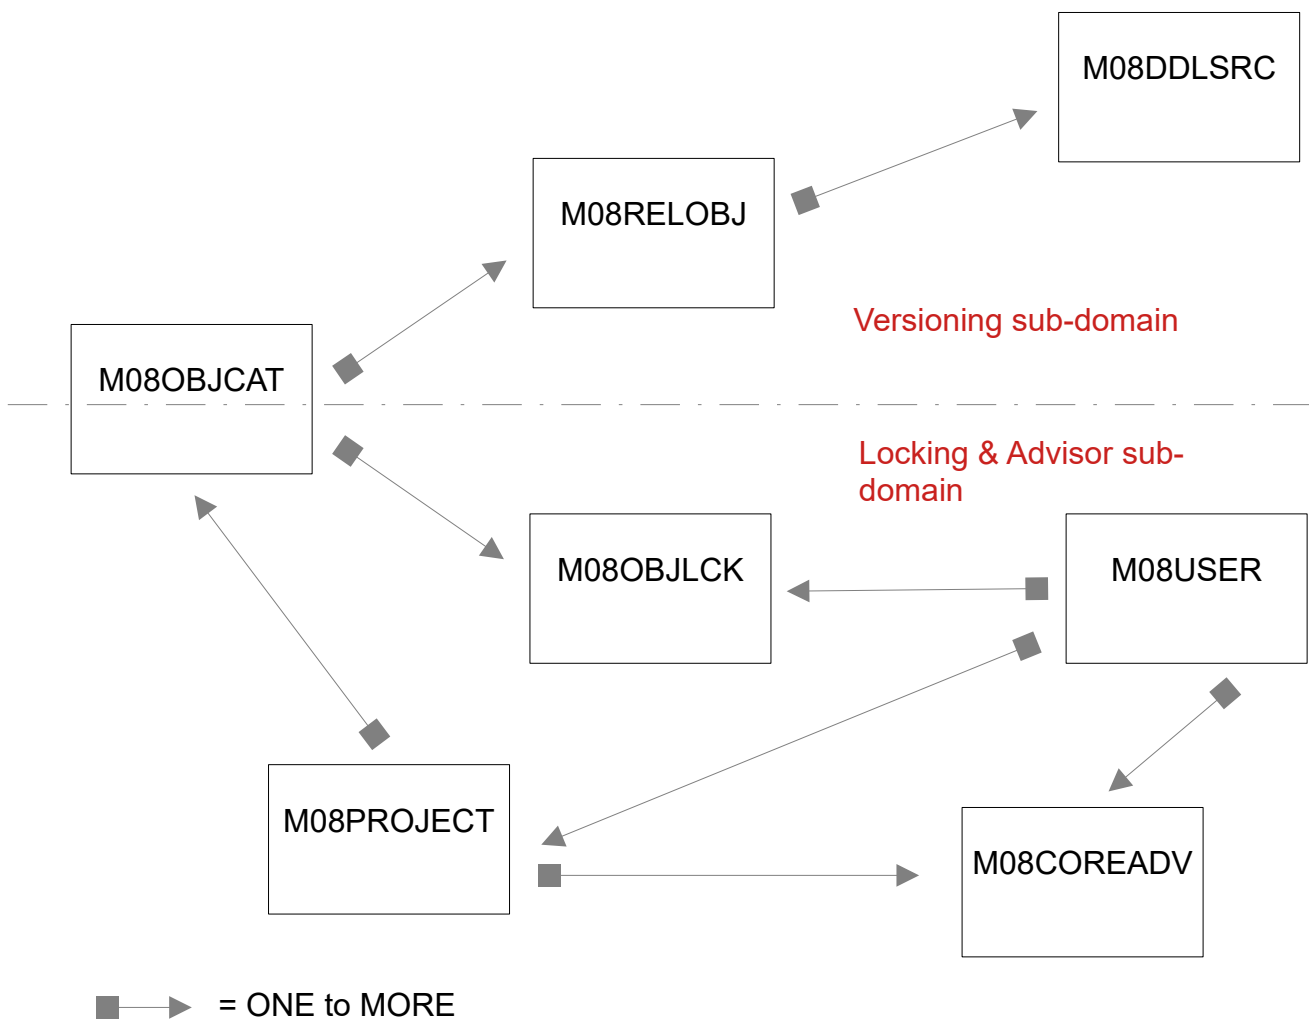 M08DDLSRC
M08RELOBJ
Versioning sub-domain
M08OBJCAT
Locking & Advisor sub-
domain
M08OBJLCK
M08USER
M08PROJECT
M08COREADV
= ONE to MORE